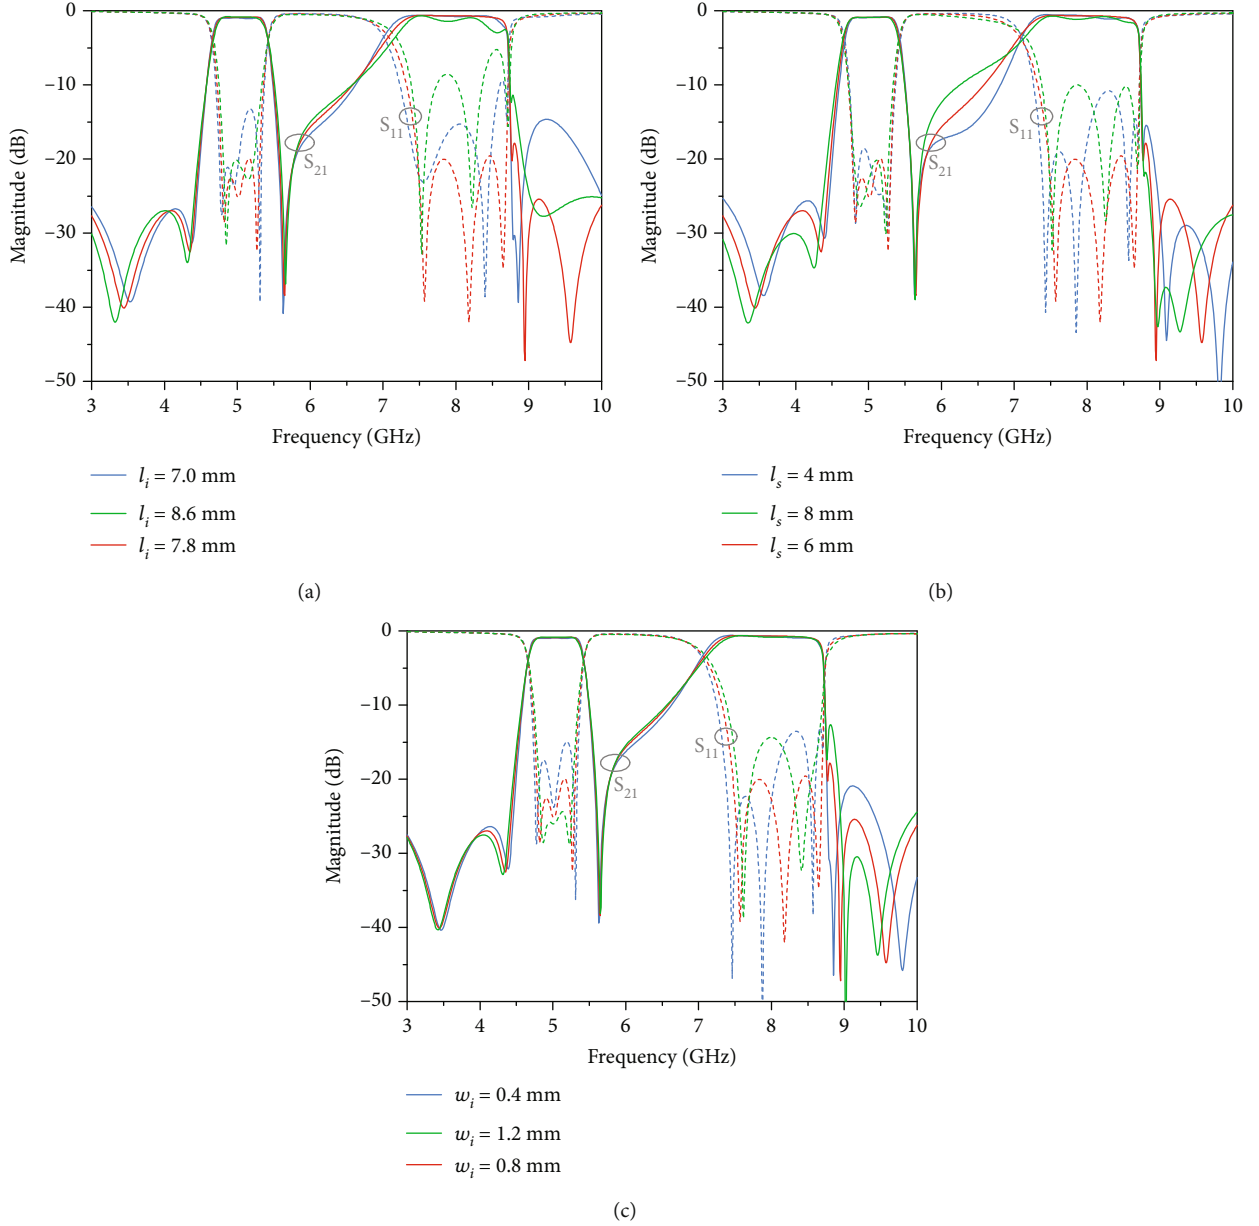 0
−10
−20
−30
−40
−50
Magnitude (dB)
S11
S21
3 4 5 6 7 8 9 10
Frequency (GHz)
li = 7.0 mm
li = 8.6 mm
li = 7.8 mm
(a)
0
−10
−20
−30
−40
−50
Magnitude (dB)
S11
S21
3 4 5 6 7 8 9 10
Frequency (GHz)
ls = 4 mm
ls = 8 mm
ls = 6 mm
(b)
0
−10
−20
−30
−40
−50
Magnitude (dB)
S11
S21
3 4 5 6 7 8 9 10
Frequency (GHz)
wi = 0.4 mm
wi = 1.2 mm
wi = 0.8 mm
(c)